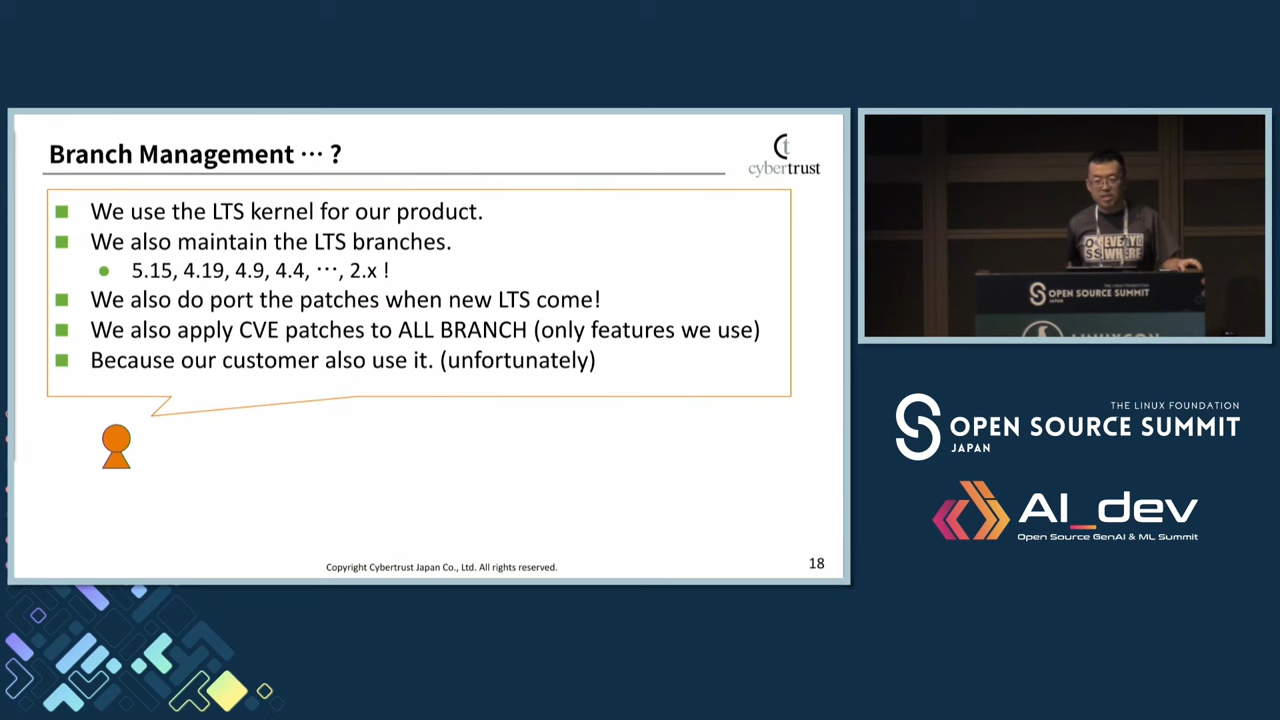 Branch Management … ?
cybertrust
We use the LTS kernel for our product.
We also maintain the LTS branches.
5.15, 4.19, 4.9, 4.4, …, 2.x !
We also do port the patches when new LTS come!
We also apply CVE patches to ALL BRANCH (only features we use)
Because our customer also use it. (unfortunately)
Copyright Cybertrust Japan Co., Ltd. All rights reserved.
18
OPEN SOURCE SUMMIT
JAPAN
THE LINUX FOUNDATION
OPEN SOURCE SUMMIT
JAPAN
AI_dev
Open Source GenAI & ML Summit